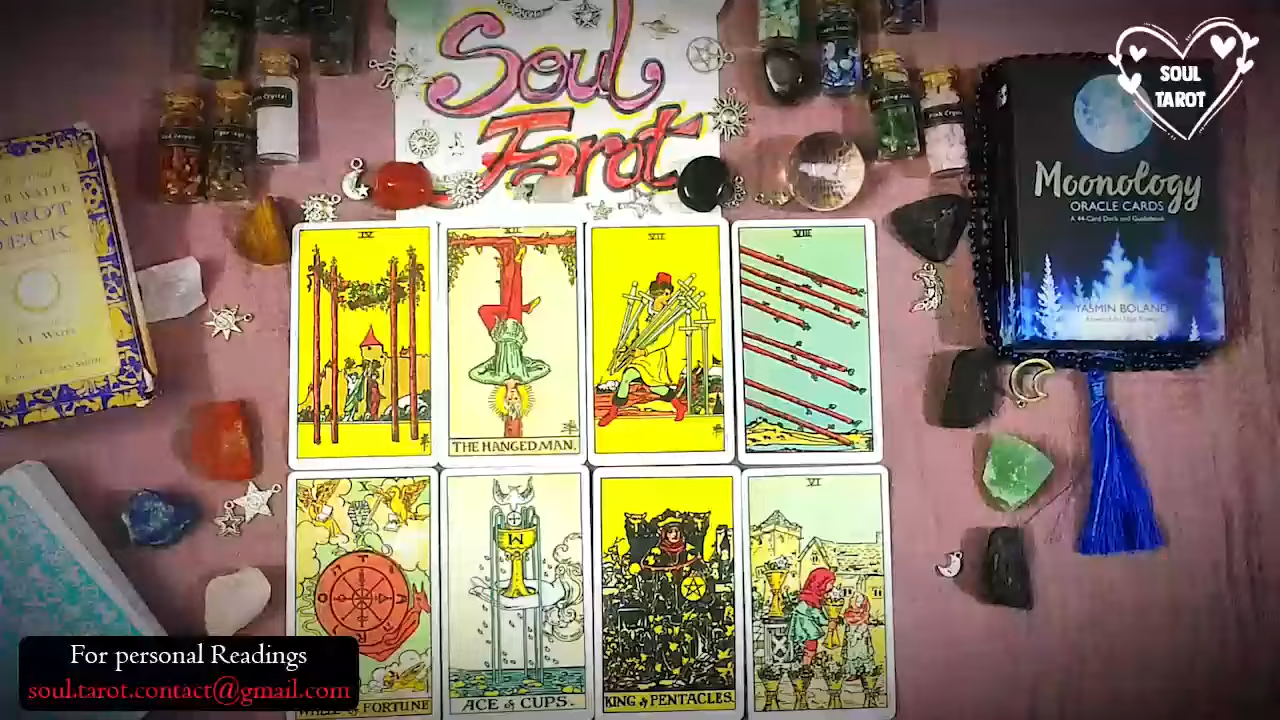 Soul
Tarot
SOUL
TAROT
Moonology
ORACLE CARDS
A 44-Card Deck and Guidebook
YASMIN BOLAND
WAITE
TAROT
DECK
A.E. WAITE
IV
XII
VII
VIII
THE HANGED MAN.
X
VI
WHEEL of FORTUNE
ACE of CUPS.
KING of PENTACLES.
For personal Readings
soul.tarot.contact@gmail.com